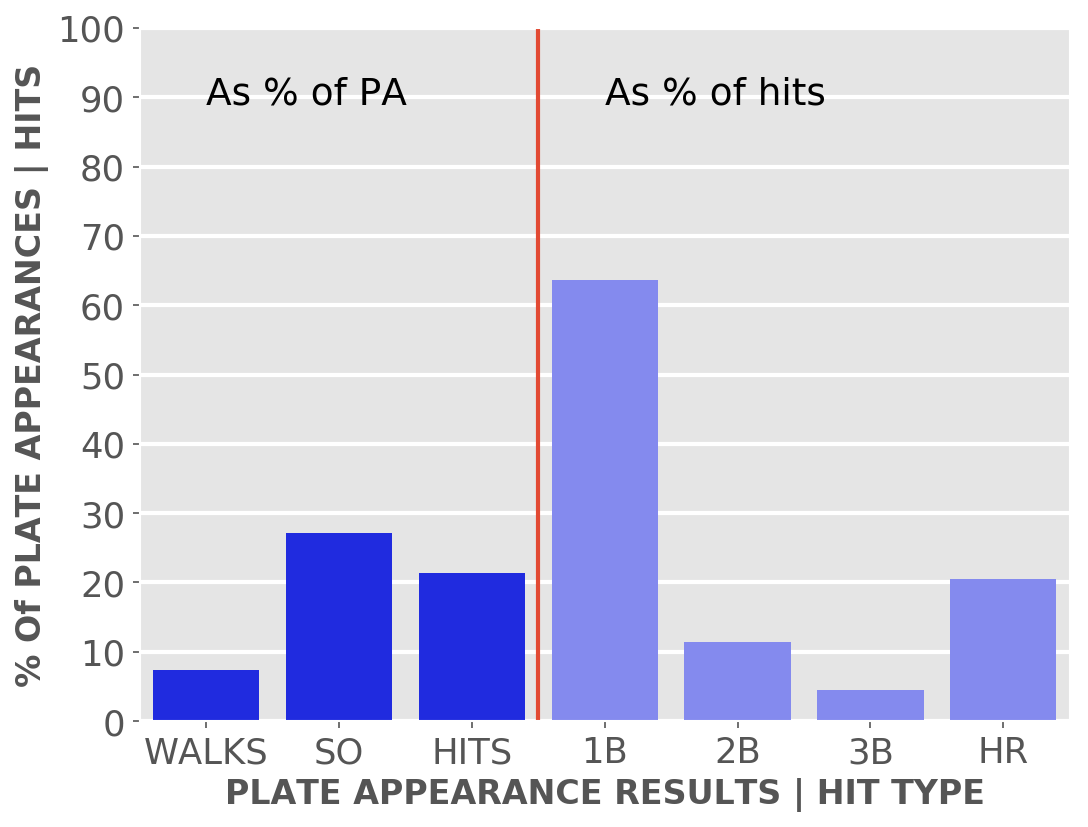 % Of PLATE APPEARANCES | HITS
100
90
80
70
60
50
40
30
20
10
0
As % of PA
As % of hits
WALKS SO HITS 1B 2B 3B HR
PLATE APPEARANCE RESULTS | HIT TYPE